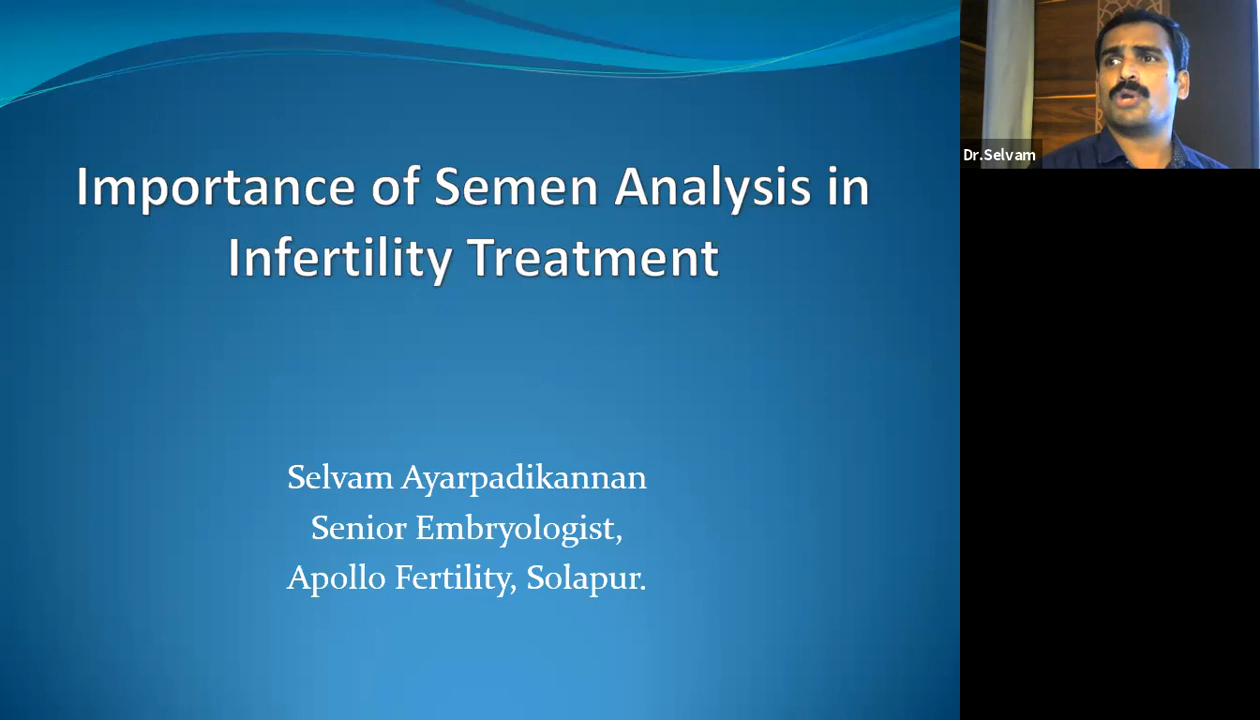 Importance of Semen Analysis in
Infertility Treatment
Selvam Ayarpadikannan
Senior Embryologist,
Apollo Fertility, Solapur.
Dr.Selvam